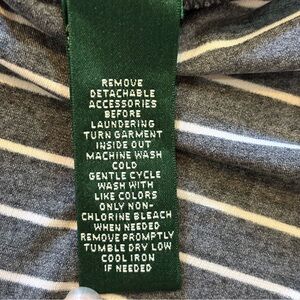 REMOVE
DETACHABLE
ACCESSORIES
BEFORE
LAUNDERING
TURN GARMENT
INSIDE OUT
MACHINE WASH
COLD
GENTLE CYCLE
WASH WITH
LIKE COLORS
ONLY NON-
CHLORINE BLEACH
WHEN NEEDED
REMOVE PROMPTLY
TUMBLE DRY LOW
COOL IRON
IF NEEDED